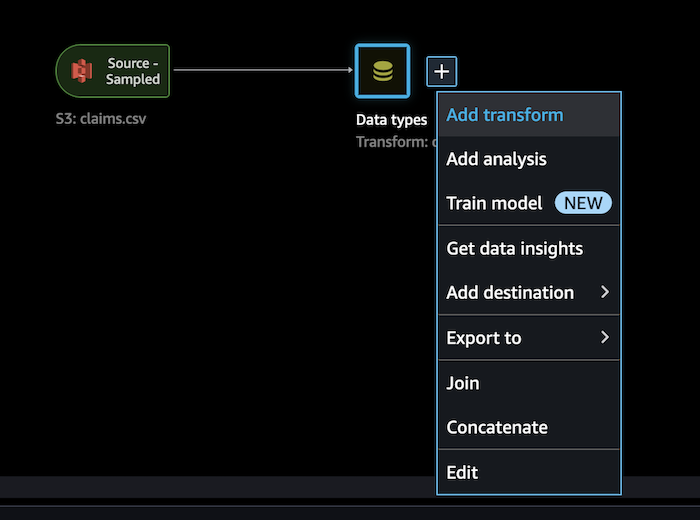 Source -
Sampled
S3: claims.csv
Data types
Transform:
Add transform
Add analysis
Train model NEW
Get data insights
Add destination
Export to
Join
Concatenate
Edit